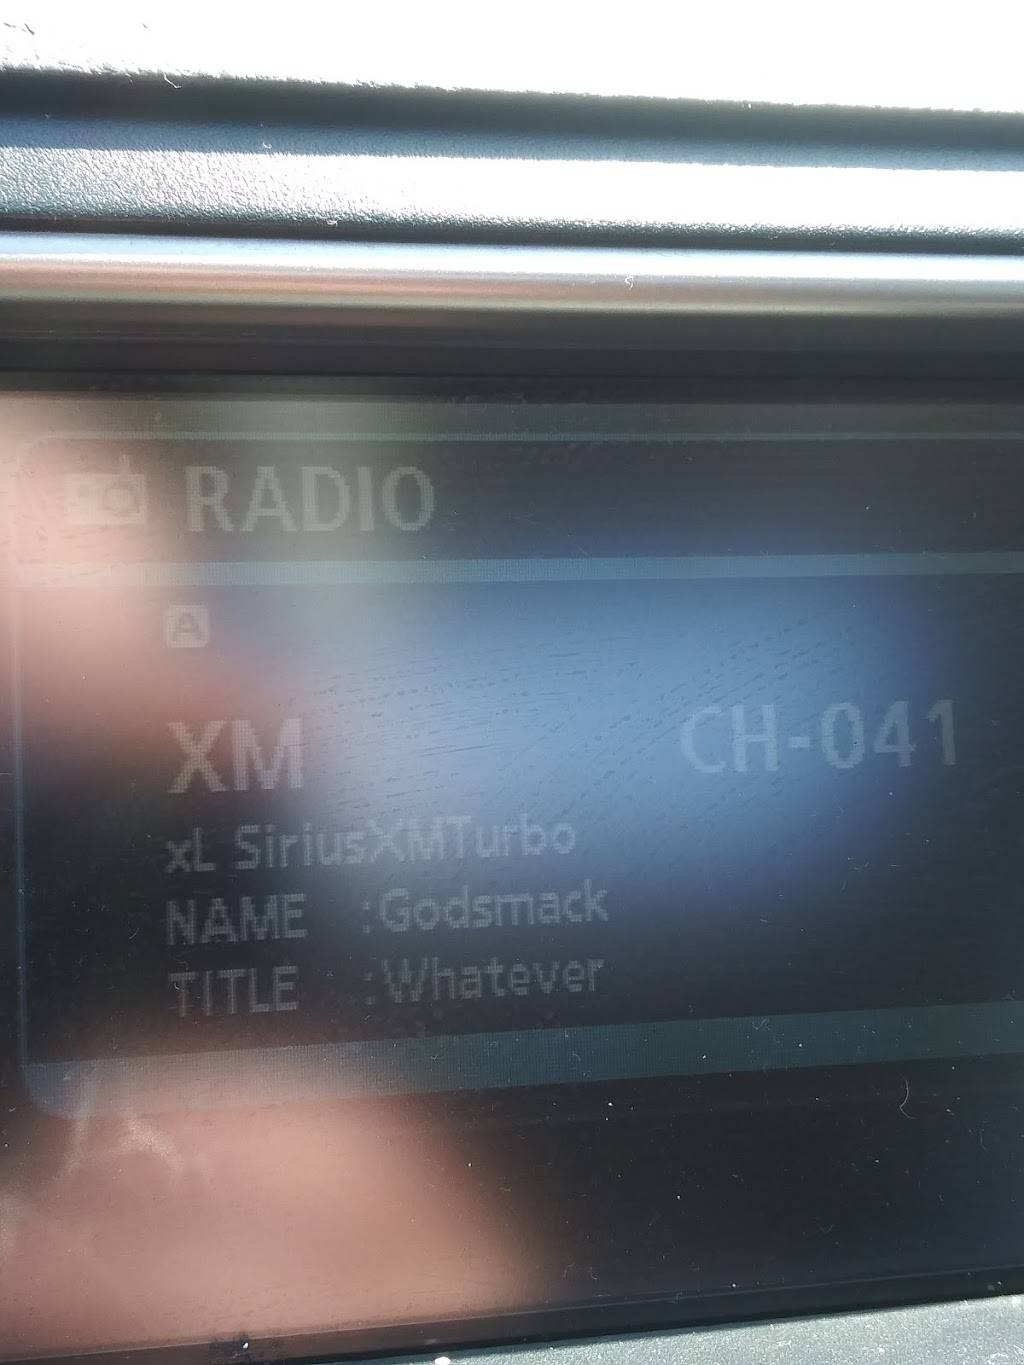 RADIO
A
XM CH-041
xL SiriusXMTurbo
NAME :Godsmack
TITLE :Whatever